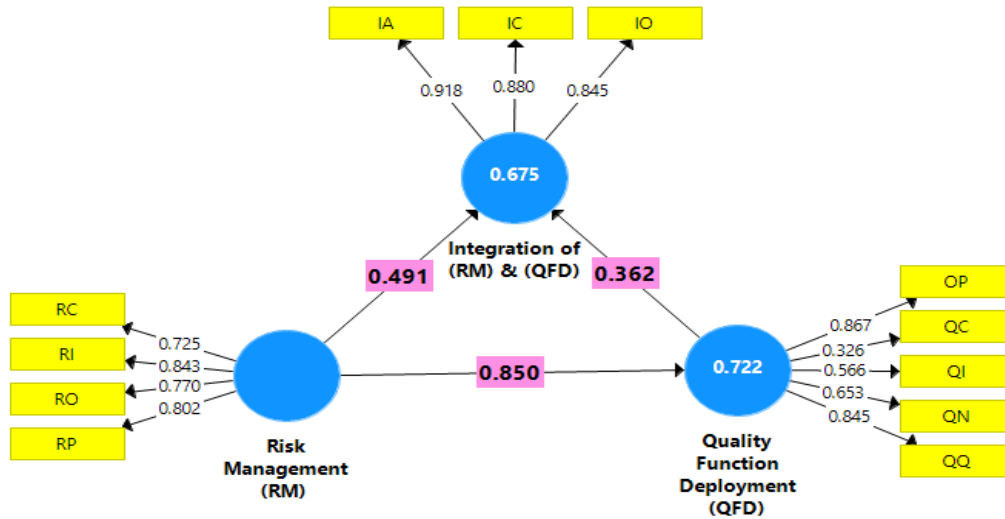 IA
IC
IO
0.918
0.880
0.845
0.675
Integration of
(RM) & (QFD)
0.491
0.362
RC
RI
RO
RP
0.725
0.843
0.770
0.802
0.850
0.722
OP
QC
QI
QN
QQ
0.867
0.326
0.566
0.653
0.845
Risk
Management
(RM)
Quality
Function
Deployment
(QFD)